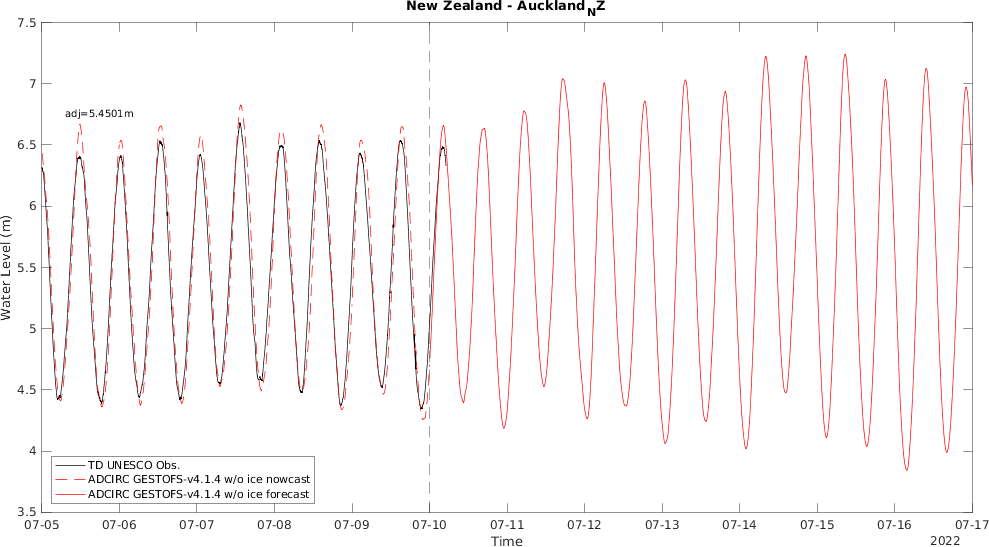 New Zealand - Auckland_NZ
7.5
7
6.5
6
5.5
5
4.5
4
3.5
Water Level (m)
adj=5.4501m
TD UNESCO Obs.
ADCIRC GESTOFS-v4.1.4 w/o ice nowcast
ADCIRC GESTOFS-v4.1.4 w/o ice forecast
07-05 07-06 07-07 07-08 07-09 07-10 07-11 07-12 07-13 07-14 07-15 07-16 07-17
Time
2022